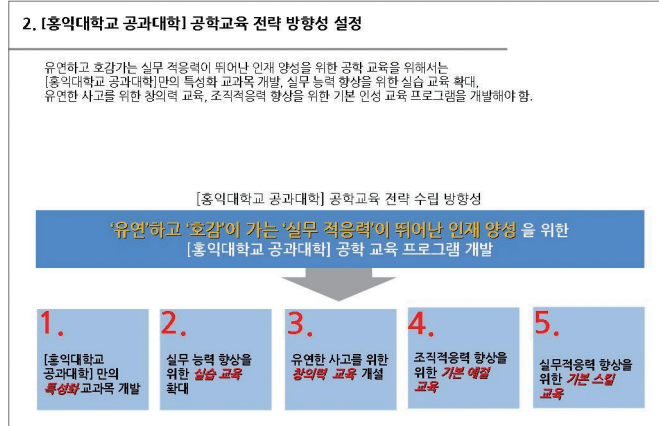 2. [홍익대학교 공과대학] 공학교육 전략 방향성 설정
유연하고 호감가는 실무 적응력이 뛰어난 인재 양성을 위한 공학 교육을 위해서는
[홍익대학교 공과대학]만의 특성화 교과목 개발, 실무 능력 향상을 위한 실습 교육 확대,
유연한 사고를 위한 창의력 교육, 조직적응력 향상을 위한 기본 인성 교육 프로그램을 개발해야 함.
[홍익대학교 공과대학] 공학교육 전략 수립 방향성
‘유연’하고 ‘호감’이 가는 ‘실무 적응력’이 뛰어난 인재 양성 을 위한
[홍익대학교 공과대학] 공학 교육 프로그램 개발
1.
[홍익대학교
공과대학] 만의
특성화 교과목 개발
2.
실무 능력 향상을
위한 실습 교육
확대
3.
유연한 사고를 위한
창의력 교육 개설
4.
조직적응력 향상을
위한 기본 예절
교육
5.
실무적응력 향상을
위한 기본 스킬
교육